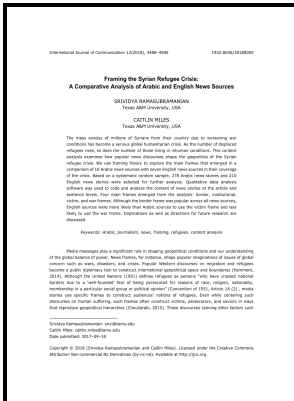 International Journal of Communication 12(2018), 4488–4506 1932–8036/20180005
Framing the Syrian Refugee Crisis:
A Comparative Analysis of Arabic and English News Sources
SRIVIDYA RAMASUBRAMANIAN
Texas A&M University, USA
CAITLIN MILES
Texas A&M University, USA
The mass exodus of millions of Syrians from their country due to worsening war
conditions has become a serious global humanitarian crisis. As the number of displaced
refugees rises, so does the number of those living in inhumane conditions. This content
analysis examines how popular news discourses shape the geopolitics of the Syrian
refugee crisis. We use framing theory to explore the main frames that emerged in a
comparison of 10 Arabic news sources with seven English news sources in their coverage
of the crisis. Based on a systematic random sample, 278 Arabic news stories and 210
English news stories were selected for further analysis. Qualitative data analysis
software was used to code and analyze the content of news stories at the article and
sentence levels. Four main frames emerged from the analysis: border, institutional,
victim, and war frames. Although the border frame was popular across all news sources,
English sources were more likely than Arabic sources to use the victim frame and less
likely to use the war frame. Implications as well as directions for future research are
discussed.
Keywords: Arabic, journalism, news, framing, refugees, content analysis
Media messages play a significant role in shaping geopolitical conditions and our understanding
of the global balance of power. News frames, for instance, shape popular imaginations of issues of global
concern such as wars, disasters, and crises. Popular Western discourses on migration and refugees
become a public diplomacy tool to construct international geopolitical space and boundaries (Pamment,
2014). Although the United Nations (1951) defines refugees as persons "who have crossed national
borders due to a 'well-founded' fear of being persecuted for reasons of race, religion, nationality,
membership in a particular social group or political opinion" (Convention of 1951, Article 1A (2)), media
stories use specific frames to construct audiences' notions of refugees. Even while centering such
discourses on human suffering, such frames often construct victims, persecutors, and saviors in ways
that reproduce geopolitical hierarchies (Chouliaraki, 2015). These discourses (among other factors such
Srividya Ramasubramanian: srivi@tamu.edu
Caitlin Miles: caitlin.miles@tamu.edu
Date submitted: 2017–09–18
Copyright © 2018 (Srividya Ramasubramanian and Caitlin Miles). Licensed under the Creative Commons
Attribution Non-commercial No Derivatives (by-nc-nd). Available at http://ijoc.org.